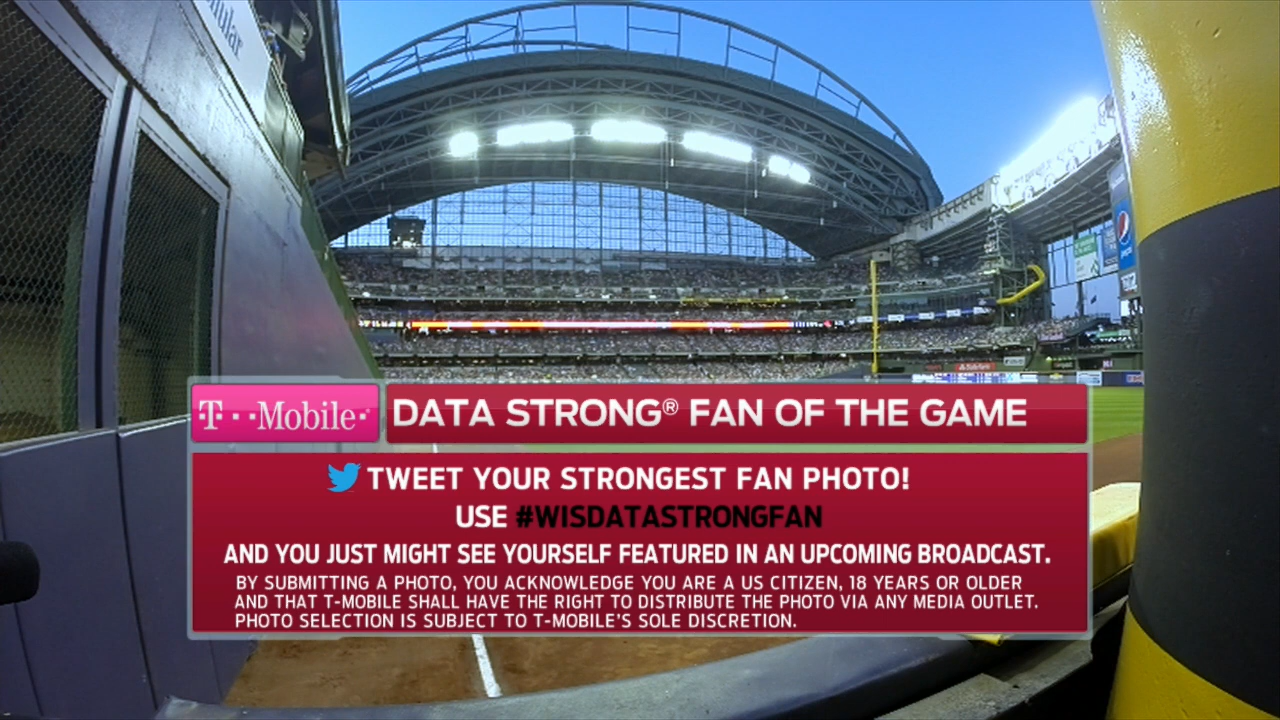 llular
pepsi
T··Mobile·®
DATA STRONG® FAN OF THE GAME
TWEET YOUR STRONGEST FAN PHOTO!
USE #WISDATASTRONGFAN
AND YOU JUST MIGHT SEE YOURSELF FEATURED IN AN UPCOMING BROADCAST.
BY SUBMITTING A PHOTO, YOU ACKNOWLEDGE YOU ARE A US CITIZEN, 18 YEARS OR OLDER
AND THAT T-MOBILE SHALL HAVE THE RIGHT TO DISTRIBUTE THE PHOTO VIA ANY MEDIA OUTLET.
PHOTO SELECTION IS SUBJECT TO T-MOBILE'S SOLE DISCRETION.